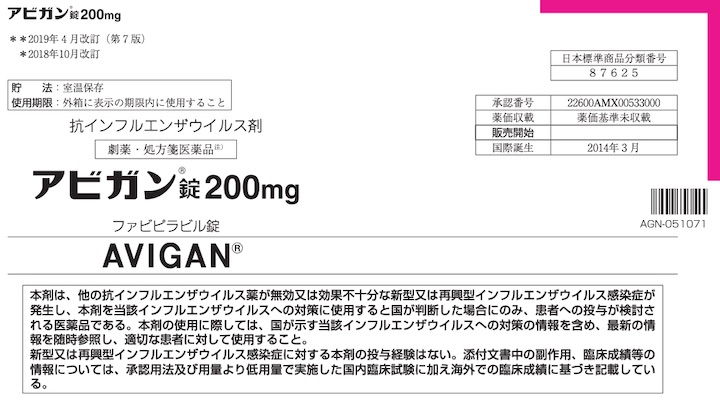 アビガン錠200mg
＊＊2019年4月改訂（第7版）
＊2018年10月改訂
日本標準商品分類番号
87625
貯　法：室温保存
使用期限：外箱に表示の期限内に使用すること
承認番号 22600AMX00533000
薬価収載 薬価基準未収載
販売開始
国際誕生 2014年3月
抗インフルエンザウイルス剤
劇薬・処方箋医薬品注)
アビガン®錠200mg
AGN-051071
ファビピラビル錠
AVIGAN®
本剤は、他の抗インフルエンザウイルス薬が無効又は効果不十分な新型又は再興型インフルエンザウイルス感染症が
発生し、本剤を当該インフルエンザウイルスへの対策に使用すると国が判断した場合にのみ、患者への投与が検討さ
れる医薬品である。本剤の使用に際しては、国が示す当該インフルエンザウイルスへの対策の情報を含め、最新の情
報を随時参照し、適切な患者に対して使用すること。
新型又は再興型インフルエンザウイルス感染症に対する本剤の投与経験はない。添付文書中の副作用、臨床成績等の
情報については、承認用法及び用量より低用量で実施した国内臨床試験に加え海外での臨床成績に基づき記載してい
る。